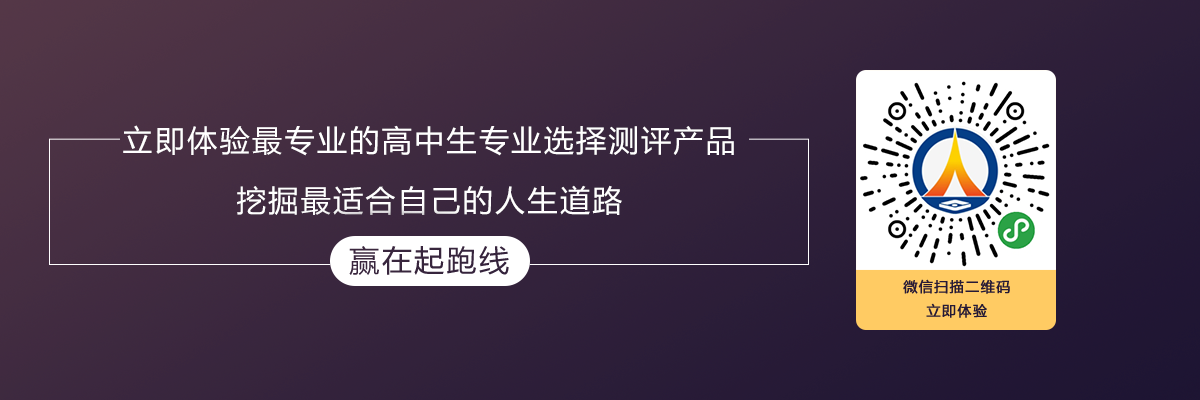 立即体验最专业的高中生专业选择测评产品
挖掘最适合自己的人生道路
赢在起跑线
微信扫描二维码
立即体验